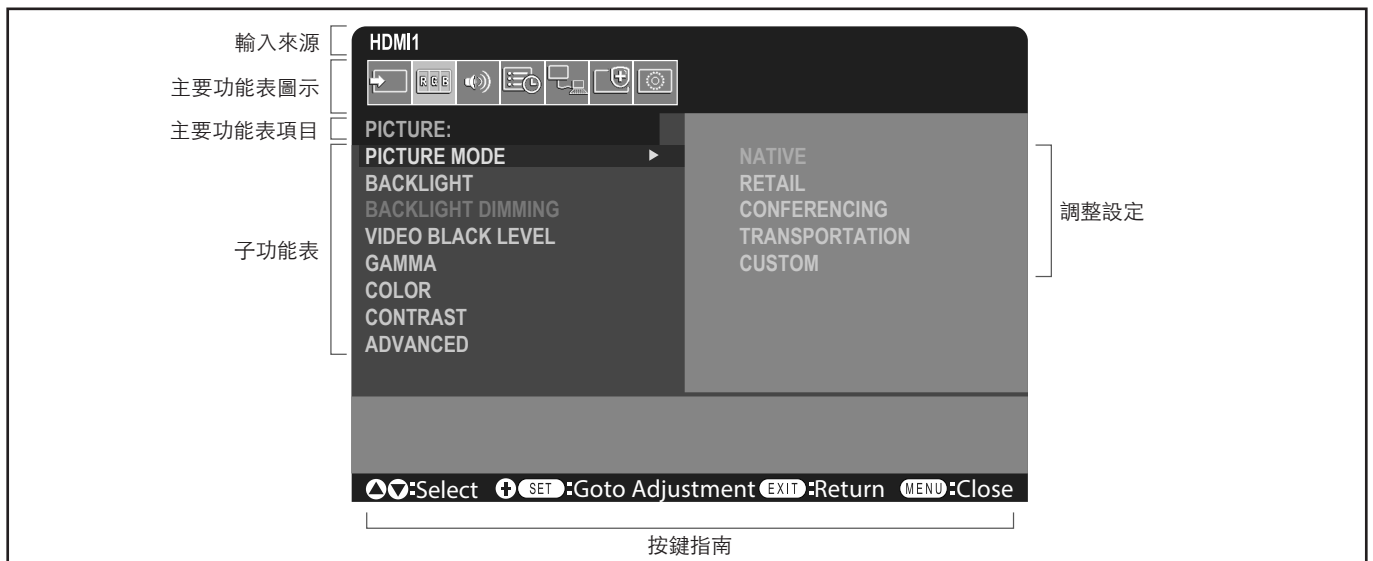 輸入來源
HDMI1
主要功能表圖示
RGB
主要功能表項目
PICTURE:
子功能表
PICTURE MODE
BACKLIGHT
BACKLIGHT DIMMING
VIDEO BLACK LEVEL
GAMMA
COLOR
CONTRAST
ADVANCED
NATIVE
RETAIL
CONFERENCING
TRANSPORTATION
CUSTOM
調整設定
:Select SET:Goto Adjustment EXIT:Return MENU:Close
按鍵指南